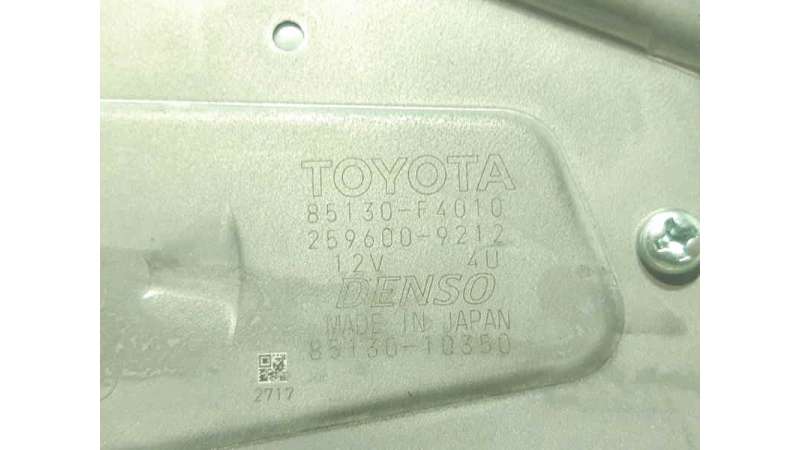 TOYOTA
85130-F4010
259600-9212
12V 4U
DENSO
MADE IN JAPAN
85130-10350
2717